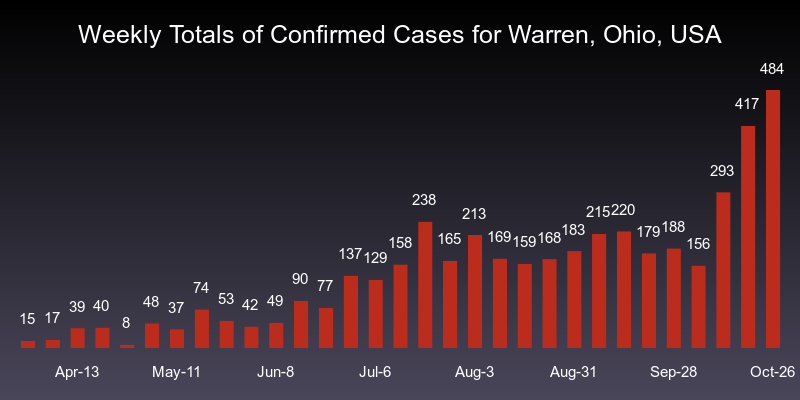 Weekly Totals of Confirmed Cases for Warren, Ohio, USA
15 17 39 40 8 48 37 74 53 42 49 90 77 137 129 158 238 165 213 169 159 168 183 215 220 179 188 156 293 417 484
Apr-13 May-11 Jun-8 Jul-6 Aug-3 Aug-31 Sep-28 Oct-26